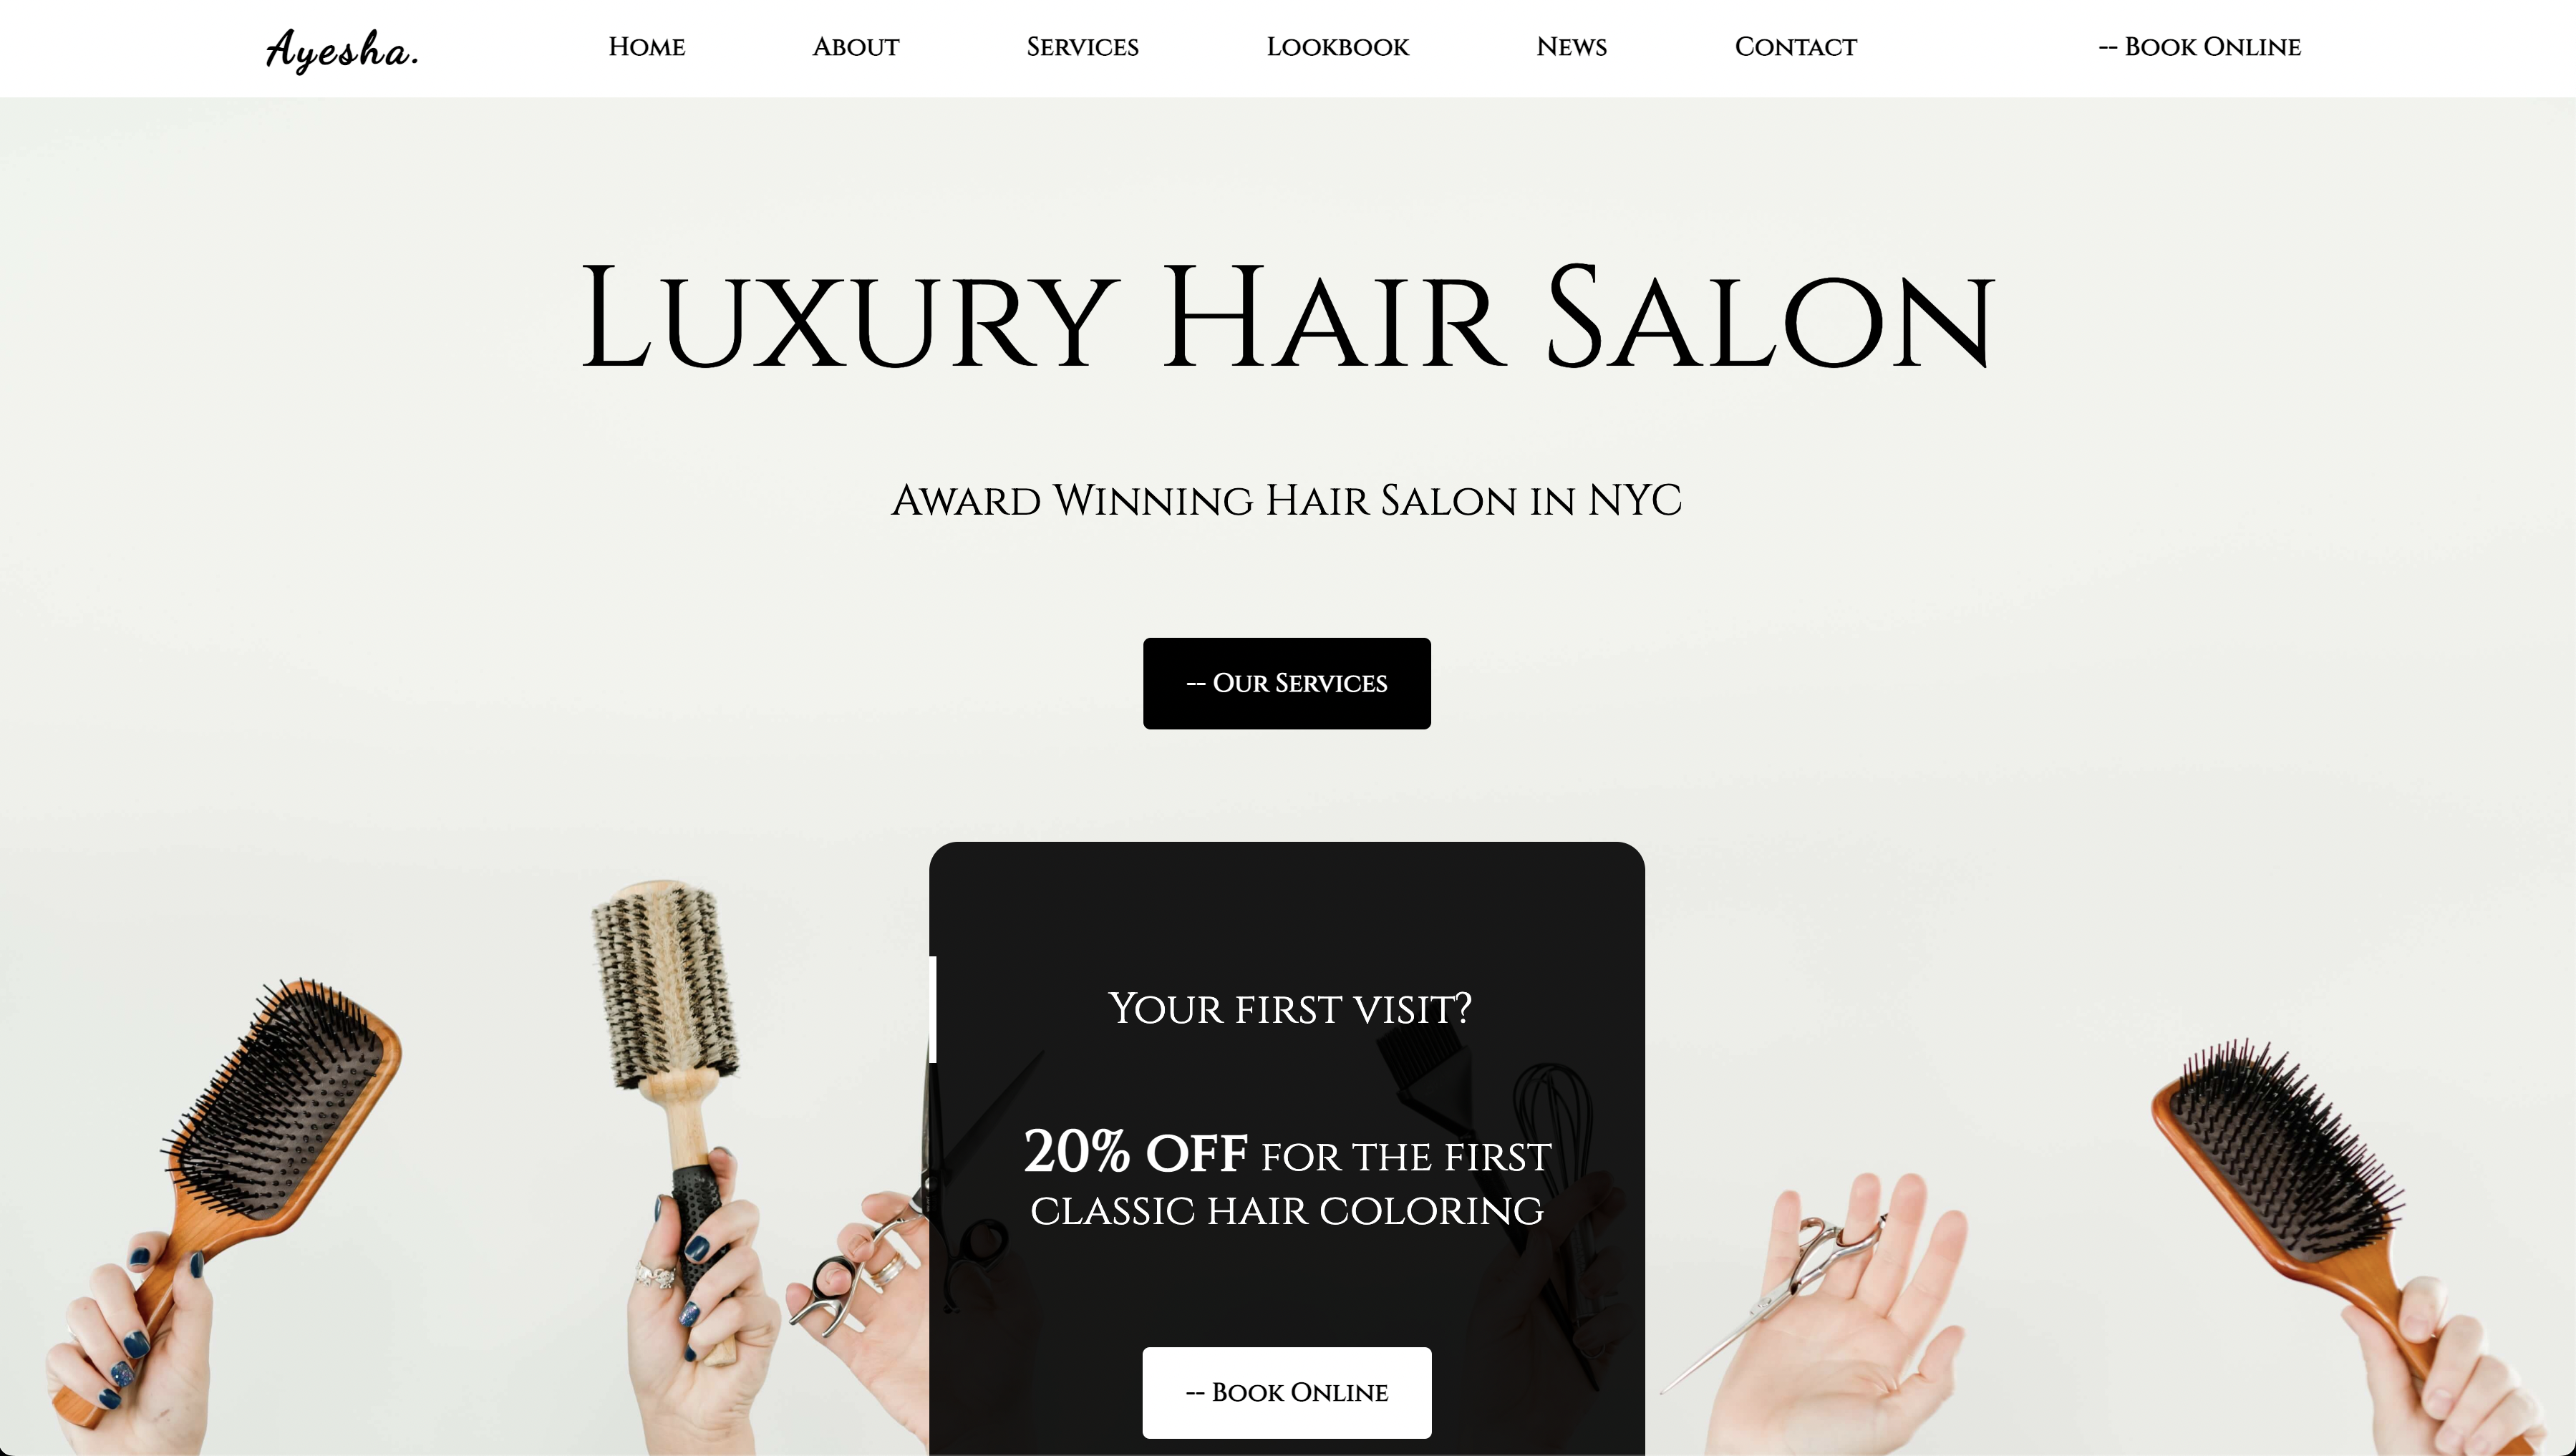 Ayesha.
Home
About
Services
Lookbook
News
Contact
-- Book Online
Luxury Hair Salon
Award Winning Hair Salon in NYC
-- Our Services
Your first visit?
20% off for the first
classic hair coloring
-- Book Online